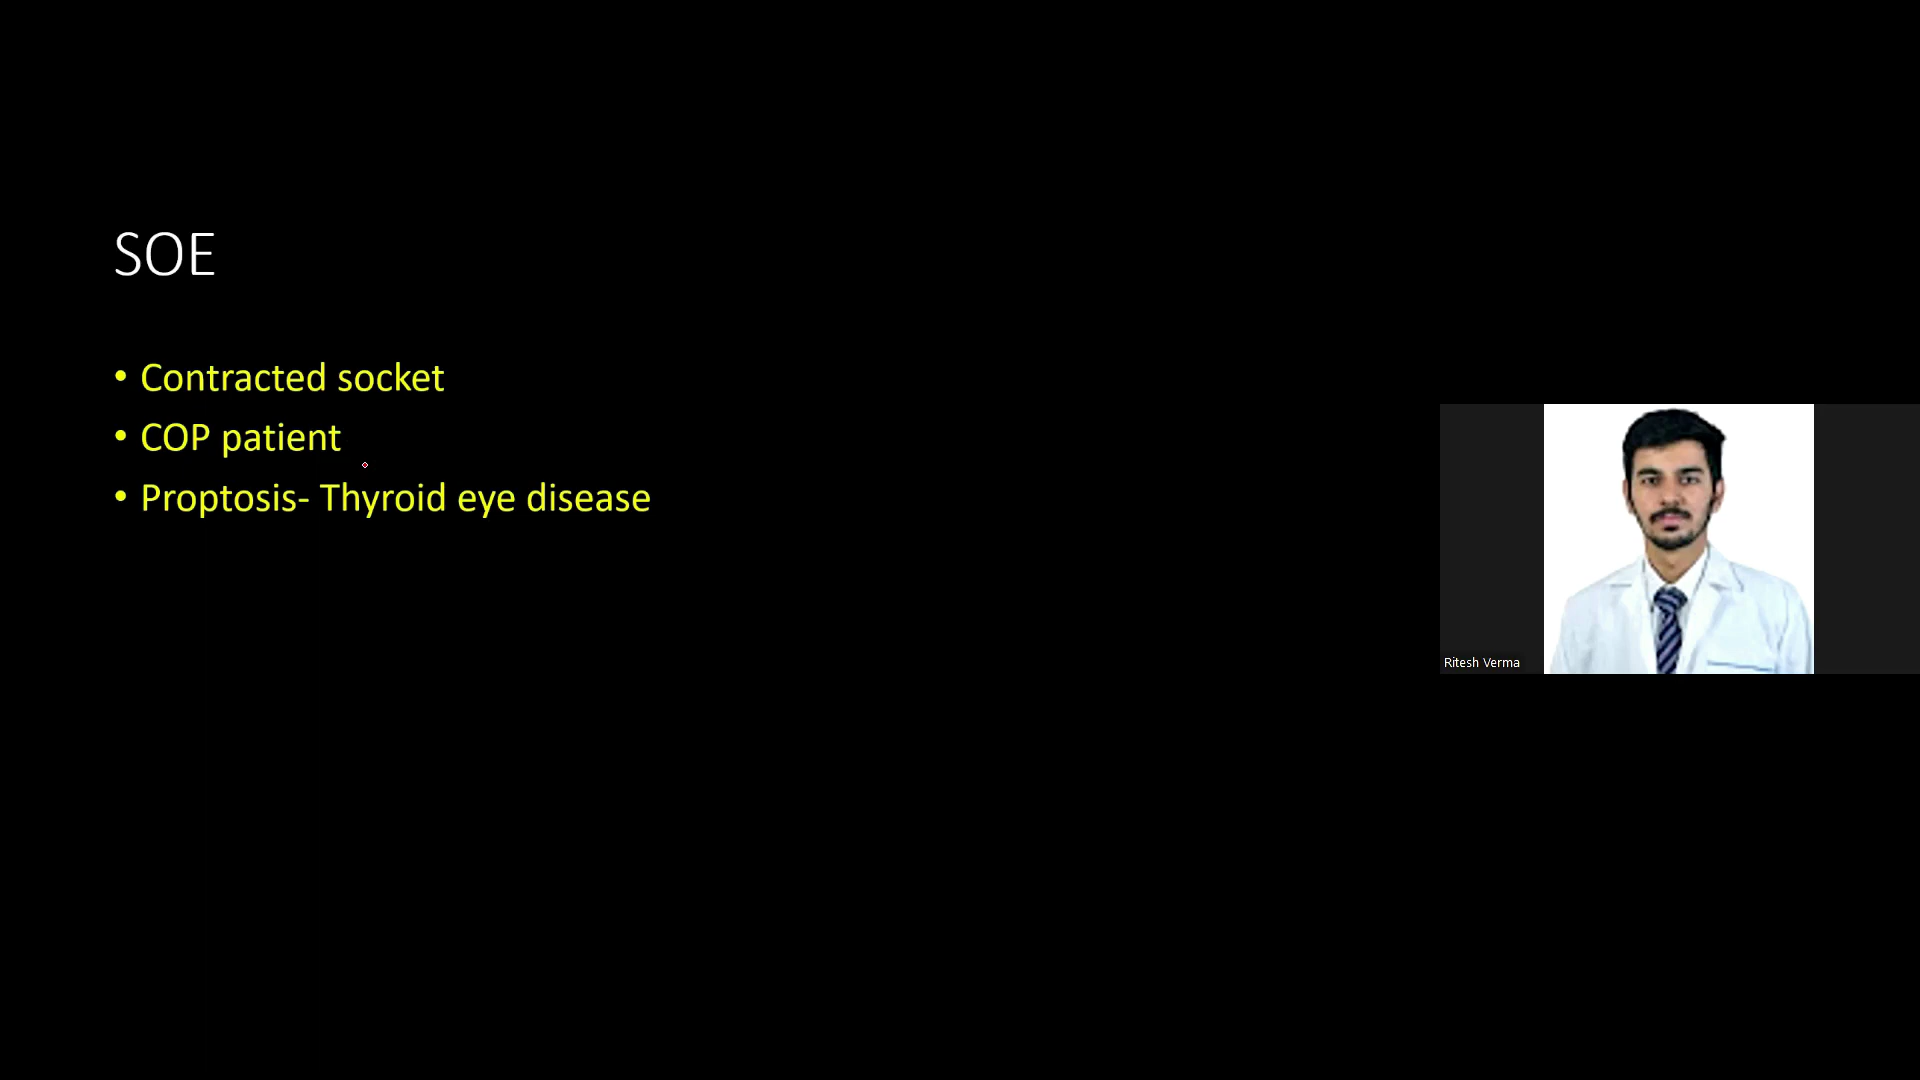 SOE
• Contracted socket
• COP patient
• Proptosis- Thyroid eye disease
Ritesh Verma